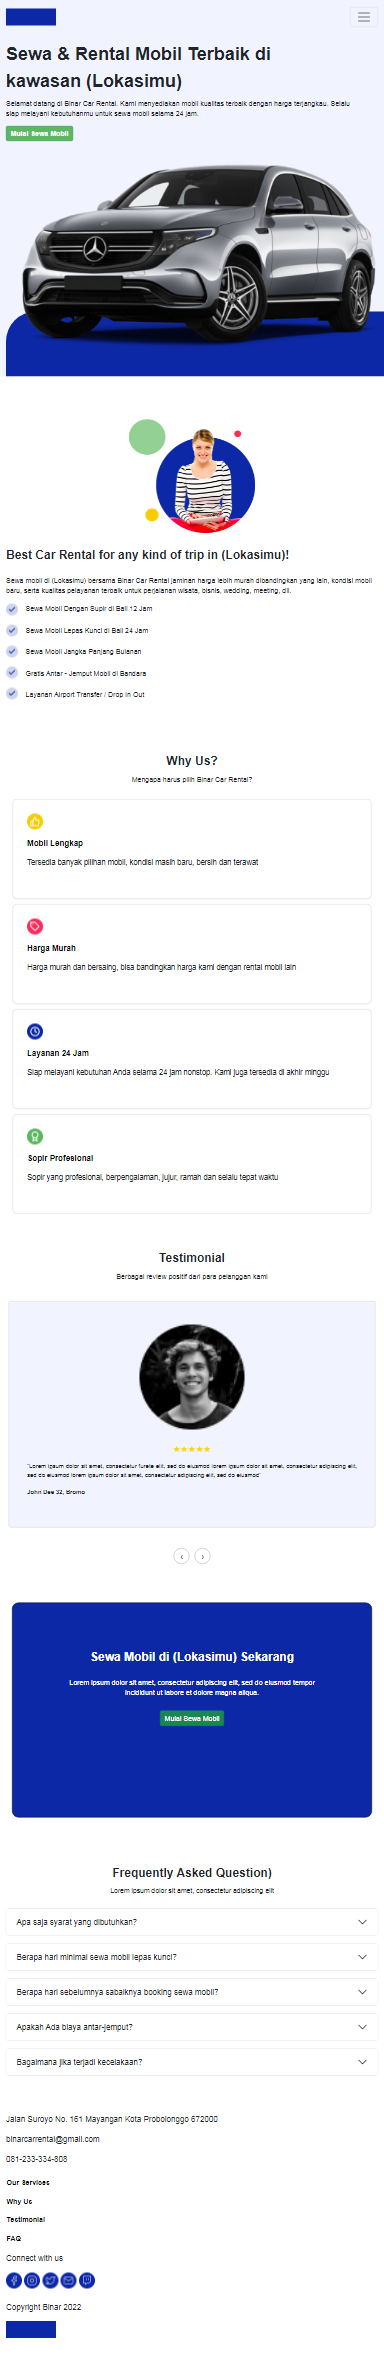 Sewa & Rental Mobil Terbaik di
kawasan (Lokasimu)
Selamat datang di Binar Car Rental. Kami menyediakan mobil kualitas terbaik dengan harga terjangkau. Selalu
siap melayani kebutuhanmu untuk sewa mobil selama 24 jam.
Mulai Sewa Mobil
Best Car Rental for any kind of trip in (Lokasimu)!
Sewa mobil di (Lokasimu) bersama Binar Car Rental jaminan harga lebih murah dibandingkan yang lain, kondisi mobil
baru, serta kualitas pelayanan terbaik untuk perjalanan wisata, bisnis, wedding, meeting, dll.
Sewa Mobil Dengan Supir di Bali 12 Jam
Sewa Mobil Lepas Kunci di Bali 24 Jam
Sewa Mobil Jangka Panjang Bulanan
Gratis Antar - Jemput Mobil di Bandara
Layanan Airport Transfer / Drop In Out
Why Us?
Mengapa harus pilih Binar Car Rental?
Mobil Lengkap
Tersedia banyak pilihan mobil, kondisi masih baru, bersih dan terawat
Harga Murah
Harga murah dan bersaing, bisa bandingkan harga kami dengan rental mobil lain
Layanan 24 Jam
Siap melayani kebutuhan Anda selama 24 jam nonstop. Kami juga tersedia di akhir minggu
Sopir Profesional
Sopir yang profesional, berpengalaman, jujur, ramah dan selalu tepat waktu
Testimonial
Berbagai review positif dari para pelanggan kami
"Lorem ipsum dolor sit amet, consectetur furete elit, sed do eiusmod lorem ipsum dolor sit amet, consectetur adipiscing elit,
sed do eiusmod lorem ipsum dolor sit amet, consectetur adipiscing elit, sed do eiusmod"
John Dee 32, Bromo
Sewa Mobil di (Lokasimu) Sekarang
Lorem ipsum dolor sit amet, consectetur adipiscing elit, sed do eiusmod tempor
incididunt ut labore et dolore magna aliqua.
Mulai Sewa Mobil
Frequently Asked Question)
Lorem ipsum dolor sit amet, consectetur adipiscing elit
Apa saja syarat yang dibutuhkan?
Berapa hari minimal sewa mobil lepas kunci?
Berapa hari sebelumnya sabaiknya booking sewa mobil?
Apakah Ada biaya antar-jemput?
Bagaimana jika terjadi kecelakaan?
Jalan Suroyo No. 161 Mayangan Kota Probolonggo 672000
binarcarrental@gmail.com
081-233-334-808
Our Services
Why Us
Testimonial
FAQ
Connect with us
Copyright Binar 2022